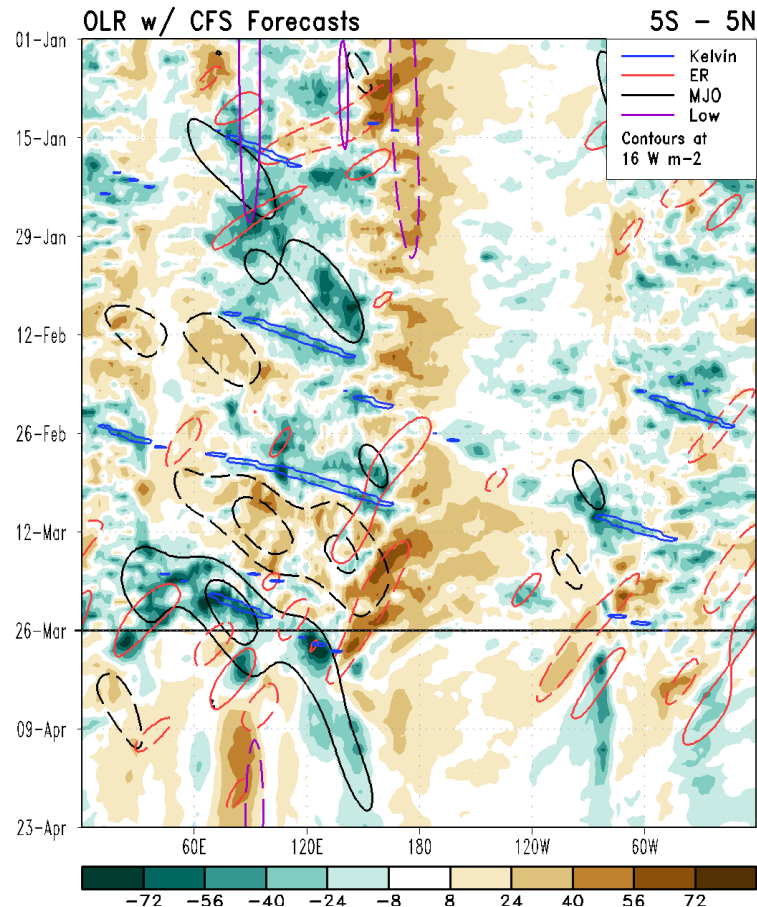 OLR w/ CFS Forecasts 5S - 5N
01-Jan
15-Jan
29-Jan
12-Feb
26-Feb
12-Mar
26-Mar
09-Apr
23-Apr
Kelvin
ER
MJO
Low
Contours at
16 W m-2
60E 120E 180 120W 60W
-72 -56 -40 -24 -8 8 24 40 56 72